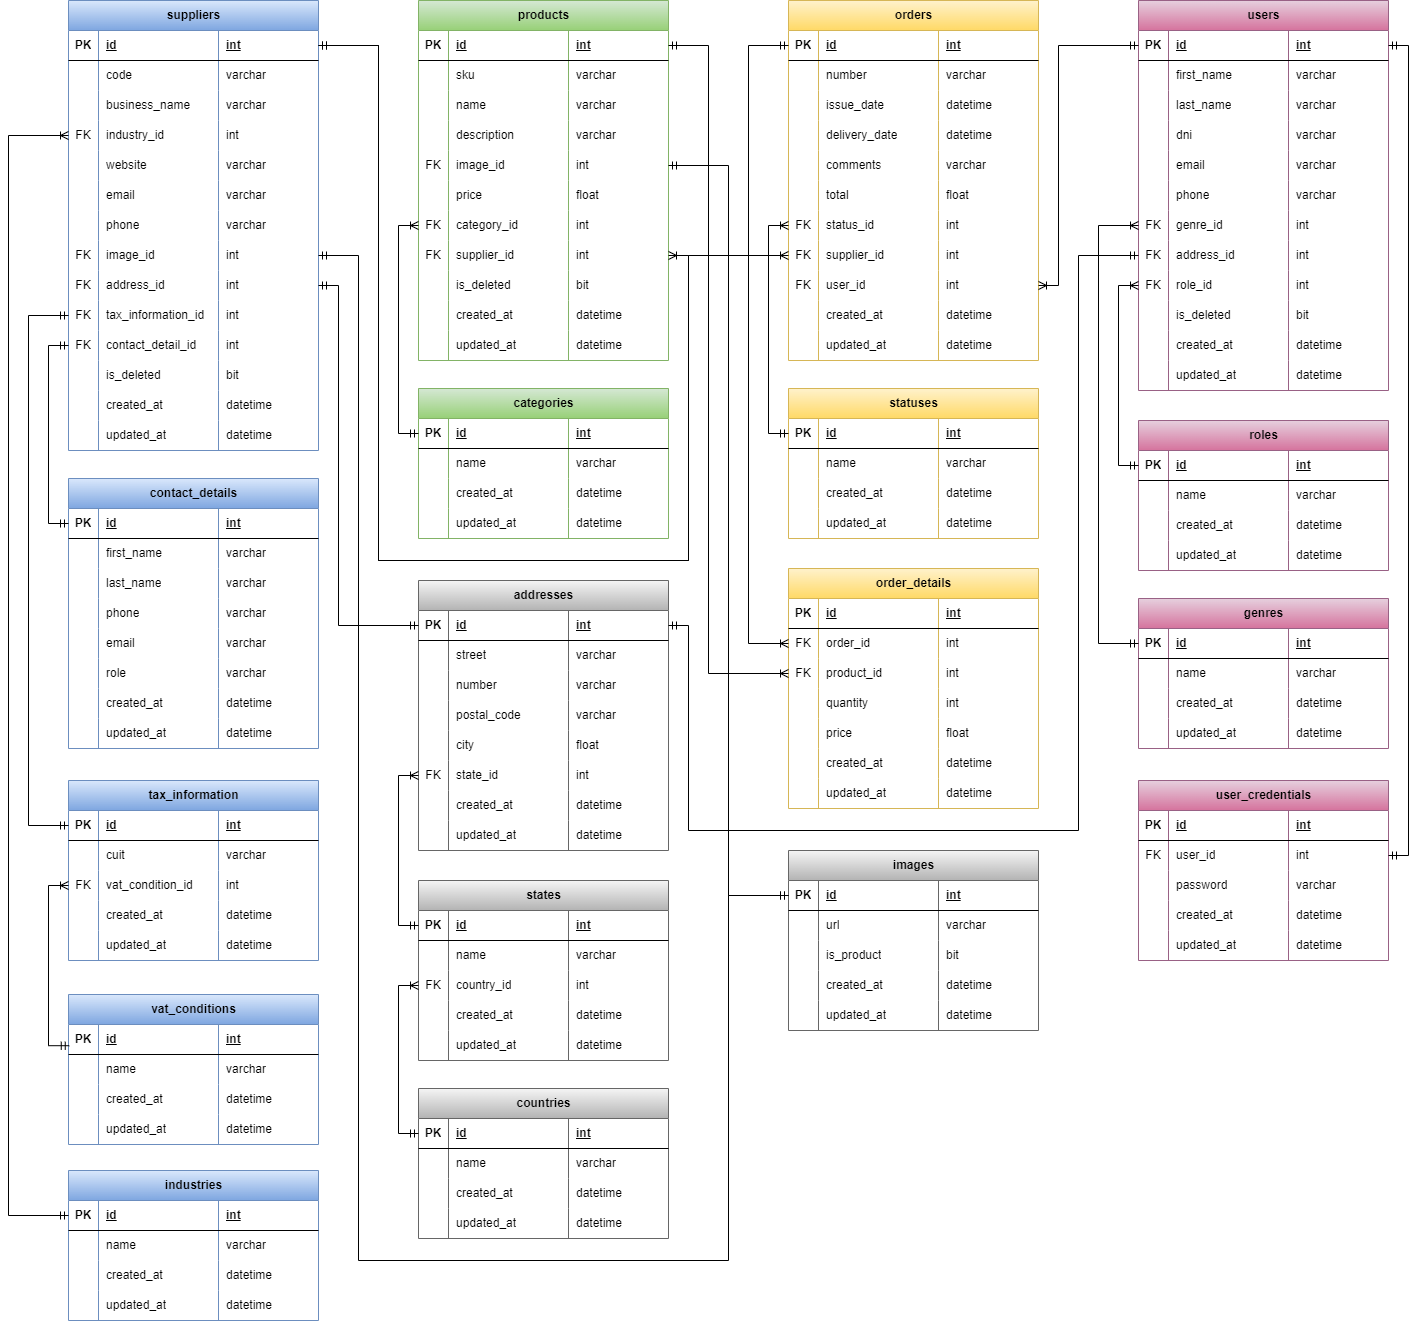 suppliers
PK id int
code varchar
business_name varchar
FK industry_id int
website varchar
email varchar
phone varchar
FK image_id int
FK address_id int
FK tax_information_id int
FK contact_detail_id int
is_deleted bit
created_at datetime
updated_at datetime
contact_details
PK id int
first_name varchar
last_name varchar
phone varchar
email varchar
role varchar
created_at datetime
updated_at datetime
tax_information
PK id int
cuit varchar
FK vat_condition_id int
created_at datetime
updated_at datetime
vat_conditions
PK id int
name varchar
created_at datetime
updated_at datetime
industries
PK id int
name varchar
created_at datetime
updated_at datetime
products
PK id int
sku varchar
name varchar
description varchar
FK image_id int
price float
FK category_id int
FK supplier_id int
is_deleted bit
created_at datetime
updated_at datetime
categories
PK id int
name varchar
created_at datetime
updated_at datetime
addresses
PK id int
street varchar
number varchar
postal_code varchar
city float
FK state_id int
created_at datetime
updated_at datetime
states
PK id int
name varchar
FK country_id int
created_at datetime
updated_at datetime
countries
PK id int
name varchar
created_at datetime
updated_at datetime
orders
PK id int
number varchar
issue_date datetime
delivery_date datetime
comments varchar
total float
FK status_id int
FK supplier_id int
FK user_id int
created_at datetime
updated_at datetime
statuses
PK id int
name varchar
created_at datetime
updated_at datetime
order_details
PK id int
FK order_id int
FK product_id int
quantity int
price float
created_at datetime
updated_at datetime
images
PK id int
url varchar
is_product bit
created_at datetime
updated_at datetime
users
PK id int
first_name varchar
last_name varchar
dni varchar
email varchar
phone varchar
FK genre_id int
FK address_id int
FK role_id int
is_deleted bit
created_at datetime
updated_at datetime
roles
PK id int
name varchar
created_at datetime
updated_at datetime
genres
PK id int
name varchar
created_at datetime
updated_at datetime
user_credentials
PK id int
FK user_id int
password varchar
created_at datetime
updated_at datetime